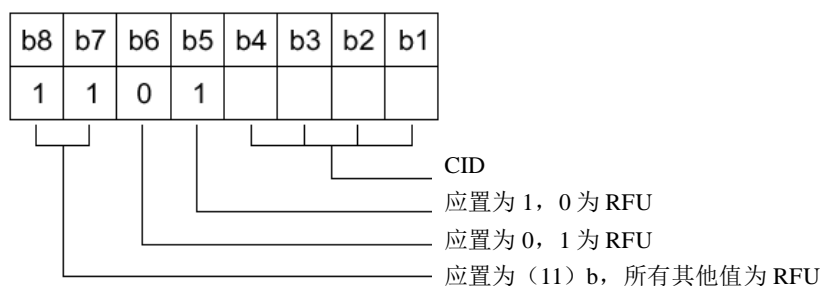 b8 b7 b6 b5 b4 b3 b2 b1
1 1 0 1
CID
应置为 1，0 为 RFU
应置为 0，1 为 RFU
应置为（11）b，所有其他值为 RFU